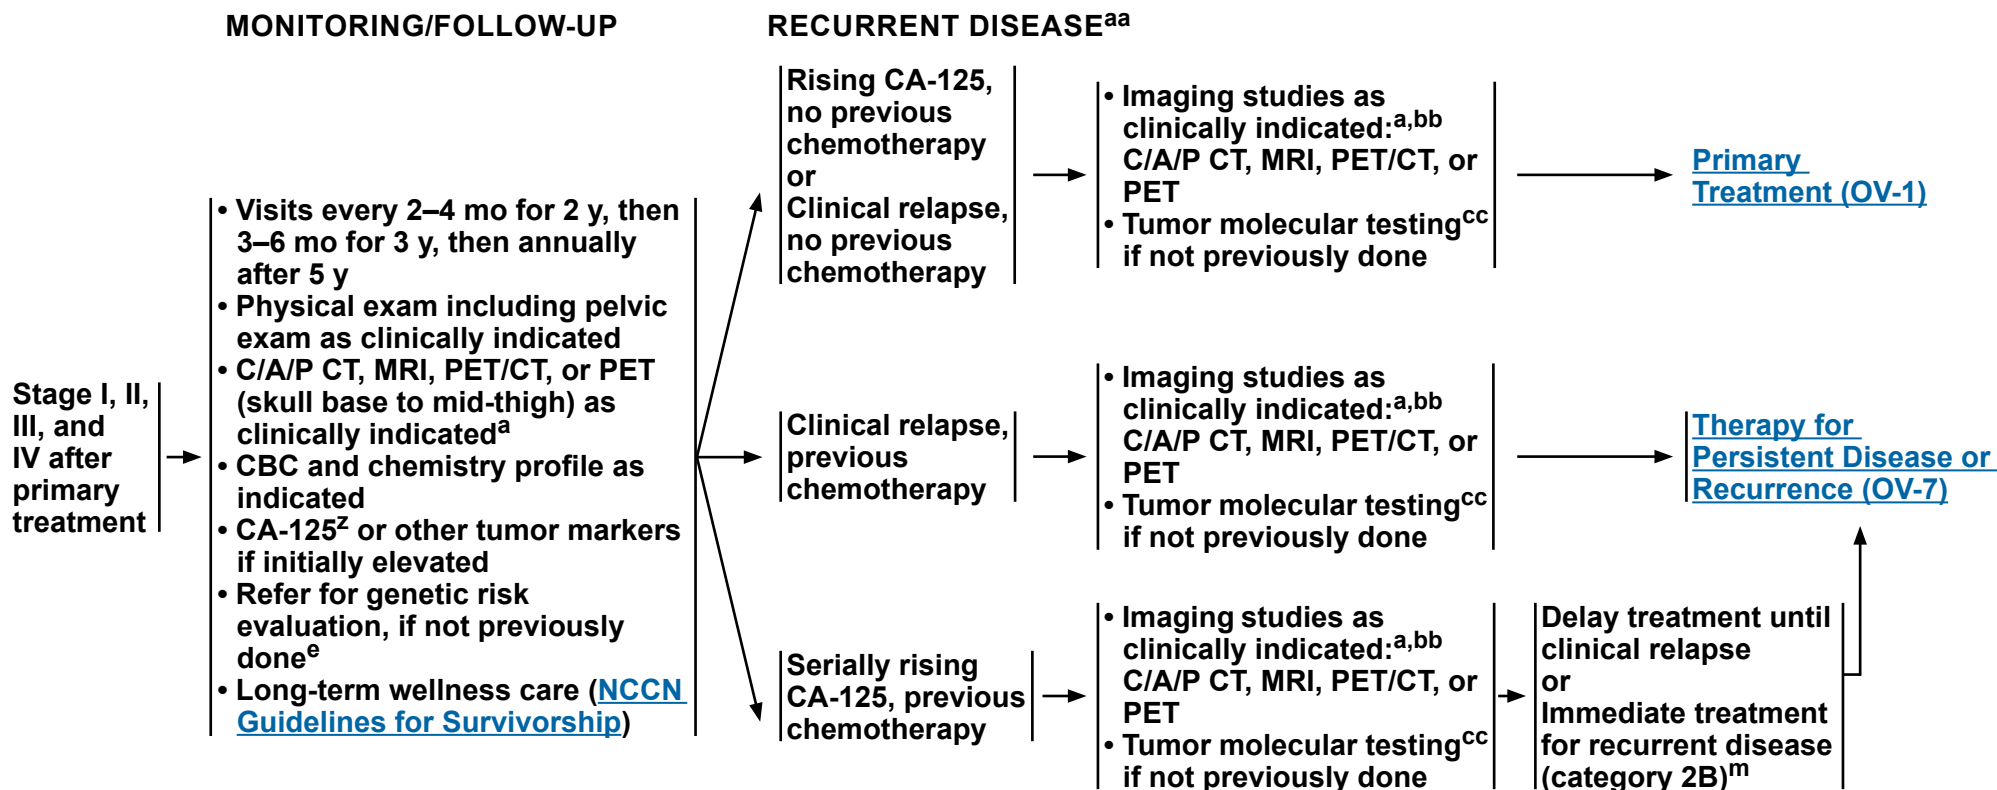 MONITORING/FOLLOW-UP
RECURRENT DISEASEaa
Stage I, II,
III, and
IV after
primary
treatment
• Visits every 2–4 mo for 2 y, then
3–6 mo for 3 y, then annually
after 5 y
• Physical exam including pelvic
exam as clinically indicated
• C/A/P CT, MRI, PET/CT, or PET
(skull base to mid-thigh) as
clinically indicateda
• CBC and chemistry profile as
indicated
• CA-125z or other tumor markers
if initially elevated
• Refer for genetic risk
evaluation, if not previously
donee
• Long-term wellness care (NCCN
Guidelines for Survivorship)
Rising CA-125,
no previous
chemotherapy
or
Clinical relapse,
no previous
chemotherapy
• Imaging studies as
clinically indicated:a,bb
C/A/P CT, MRI, PET/CT, or
PET
• Tumor molecular testingcc
if not previously done
Primary
Treatment (OV-1)
Clinical relapse,
previous
chemotherapy
• Imaging studies as
clinically indicated:a,bb
C/A/P CT, MRI, PET/CT, or
PET
• Tumor molecular testingcc
if not previously done
Therapy for
Persistent Disease or
Recurrence (OV-7)
Serially rising
CA-125, previous
chemotherapy
• Imaging studies as
clinically indicated:a,bb
C/A/P CT, MRI, PET/CT, or
PET
• Tumor molecular testingcc
if not previously done
Delay treatment until
clinical relapse
or
Immediate treatment
for recurrent disease
(category 2B)m